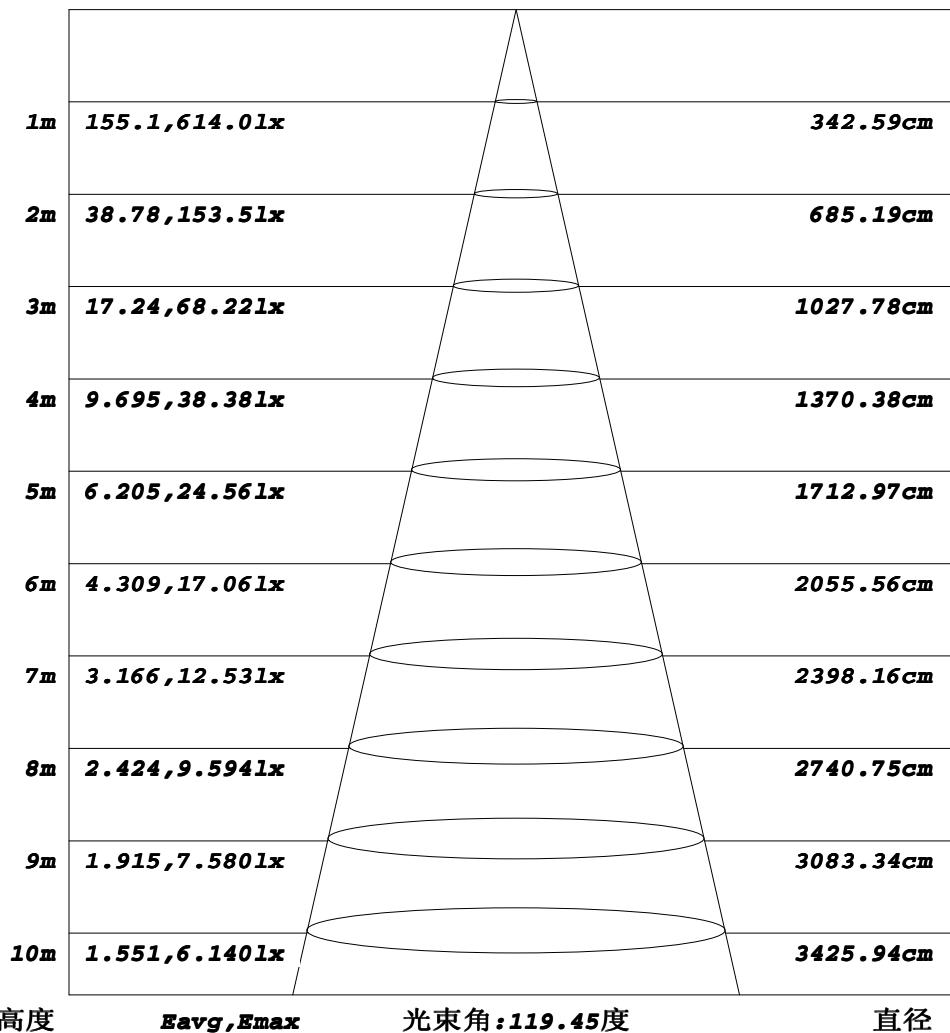 1m 155.1,614.0lx 342.59cm
2m 38.78,153.5lx 685.19cm
3m 17.24,68.22lx 1027.78cm
4m 9.695,38.38lx 1370.38cm
5m 6.205,24.56lx 1712.97cm
6m 4.309,17.06lx 2055.56cm
7m 3.166,12.53lx 2398.16cm
8m 2.424,9.594lx 2740.75cm
9m 1.915,7.580lx 3083.34cm
10m 1.551,6.140lx 3425.94cm
高度 Eavg,Emax 光束角:119.45度 直径